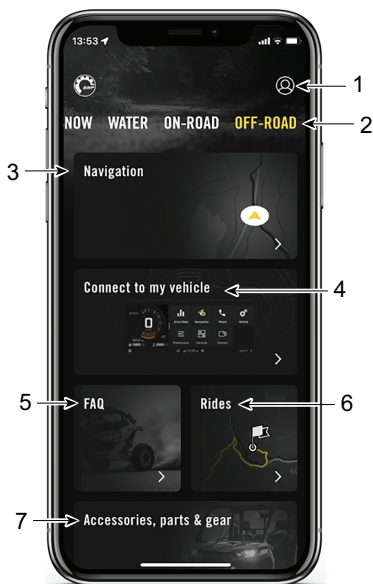 13:53
1
NOW WATER ON-ROAD OFF-ROAD
2
3
Navigation
Connect to my vehicle
4
0
5
FAQ
Rides
6
7
Accessories, parts & gear